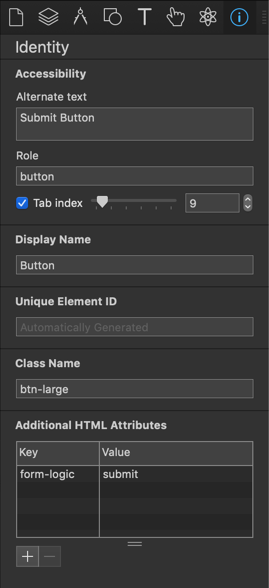 T
Identity
Accessibility
Alternate text
Submit Button
Role
button
Tab index 9
Display Name
Button
Unique Element ID
Automatically Generated
Class Name
btn-large
Additional HTML Attributes
Key Value
form-logic submit